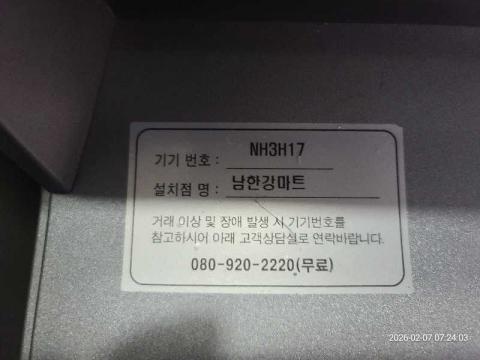 기기 번호 : NH3H17
설치점 명 : 남한강마트
거래 이상 및 장애 발생 시 기기번호를
참고하시어 아래 고객상담실로 연락바랍니다.
080-920-2220(무료)
2026-02-07 07:24:03